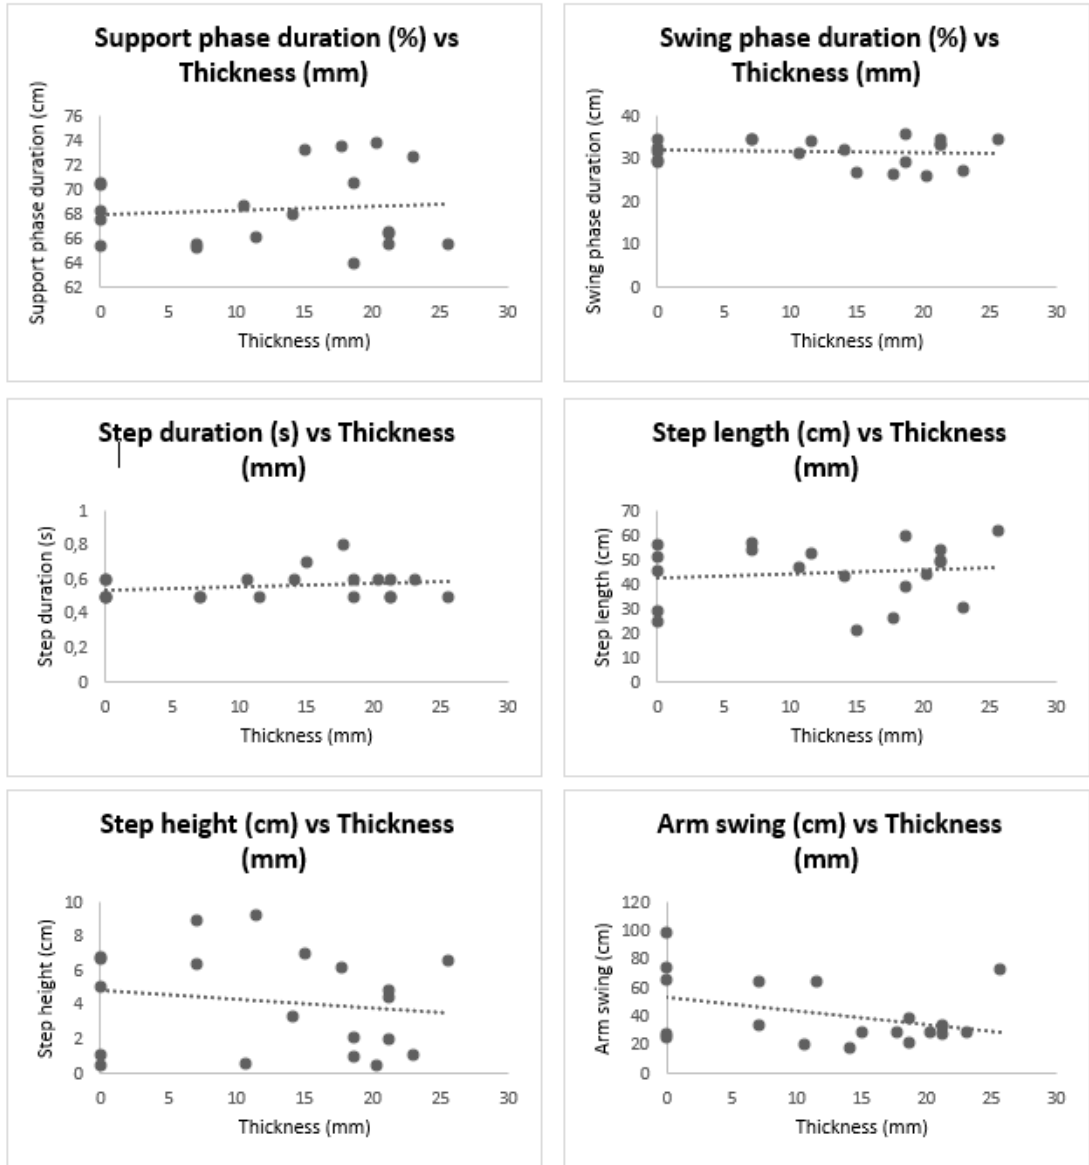 Support phase duration (%) vs
Thickness (mm)
Support phase duration (cm)
76
74
72
70
68
66
64
62
0 5 10 15 20 25 30
Thickness (mm)
Swing phase duration (%) vs
Thickness (mm)
Swing phase duration (cm)
40
30
20
10
0
0 5 10 15 20 25 30
Thickness (mm)
Step duration (s) vs Thickness
(mm)
Step duration (s)
1
0,8
0,6
0,4
0,2
0
0 5 10 15 20 25 30
Thickness (mm)
Step length (cm) vs Thickness
(mm)
Step length (cm)
70
60
50
40
30
20
10
0
0 5 10 15 20 25 30
Thickness (mm)
Step height (cm) vs Thickness
(mm)
Step height (cm)
10
8
6
4
2
0
0 5 10 15 20 25 30
Thickness (mm)
Arm swing (cm) vs Thickness
(mm)
Arm swing (cm)
120
100
80
60
40
20
0
0 5 10 15 20 25 30
Thickness (mm)